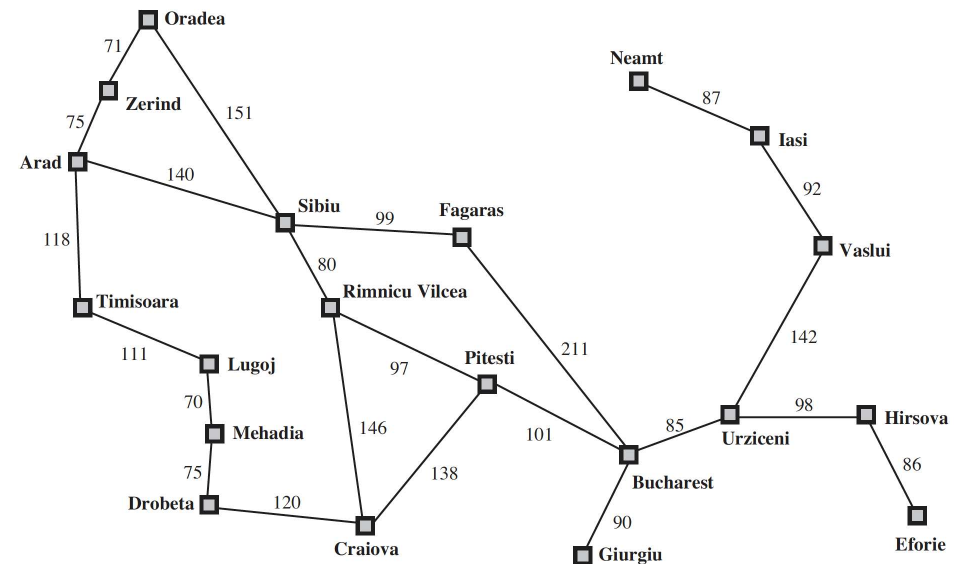 Oradea
71
Neamt
Zerind
87
151
75
Iasi
Arad
140
92
Sibiu
99
Fagaras
118
Vaslui
80
Timisoara
Rimnicu Vilcea
142
111
211
Lugoj
97
Pitesti
70
98
Hirsova
146
85
Mehadia
101
Urziceni
75
138
86
Bucharest
Drobeta
120
90
Craiova
Giurgiu
Eforie